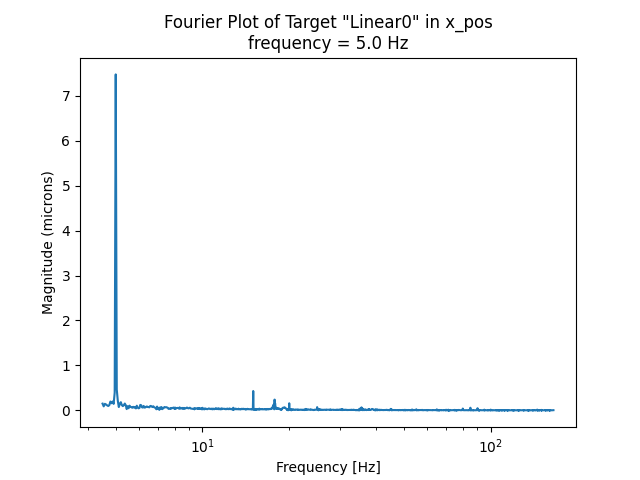 Fourier Plot of Target "Linear0" in x_pos
frequency = 5.0 Hz
Magnitude (microns)
7
6
5
4
3
2
1
0
10¹
10²
Frequency [Hz]